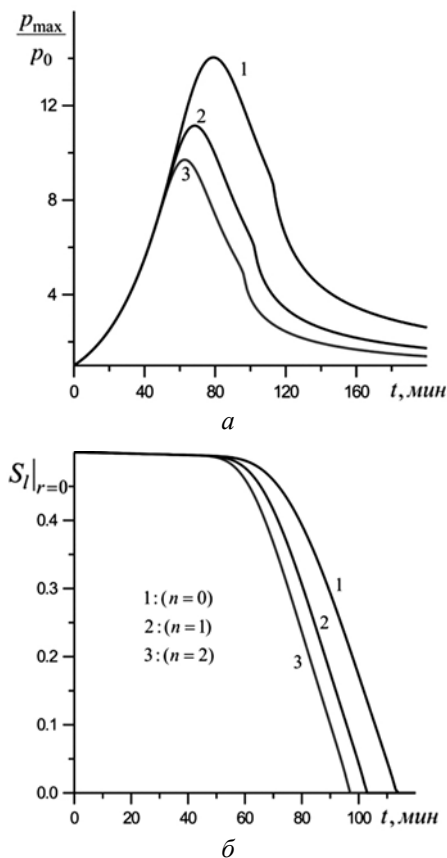 p_max/p_0
12
8
4
1
2
3
0 40 80 120 160
t, мин
а
S_l|r=0
0.4
0.3
0.2
0.1
0.0
1: (n = 0)
2: (n = 1)
3: (n = 2)
1
2
3
0 20 40 60 80 100
t, мин
б